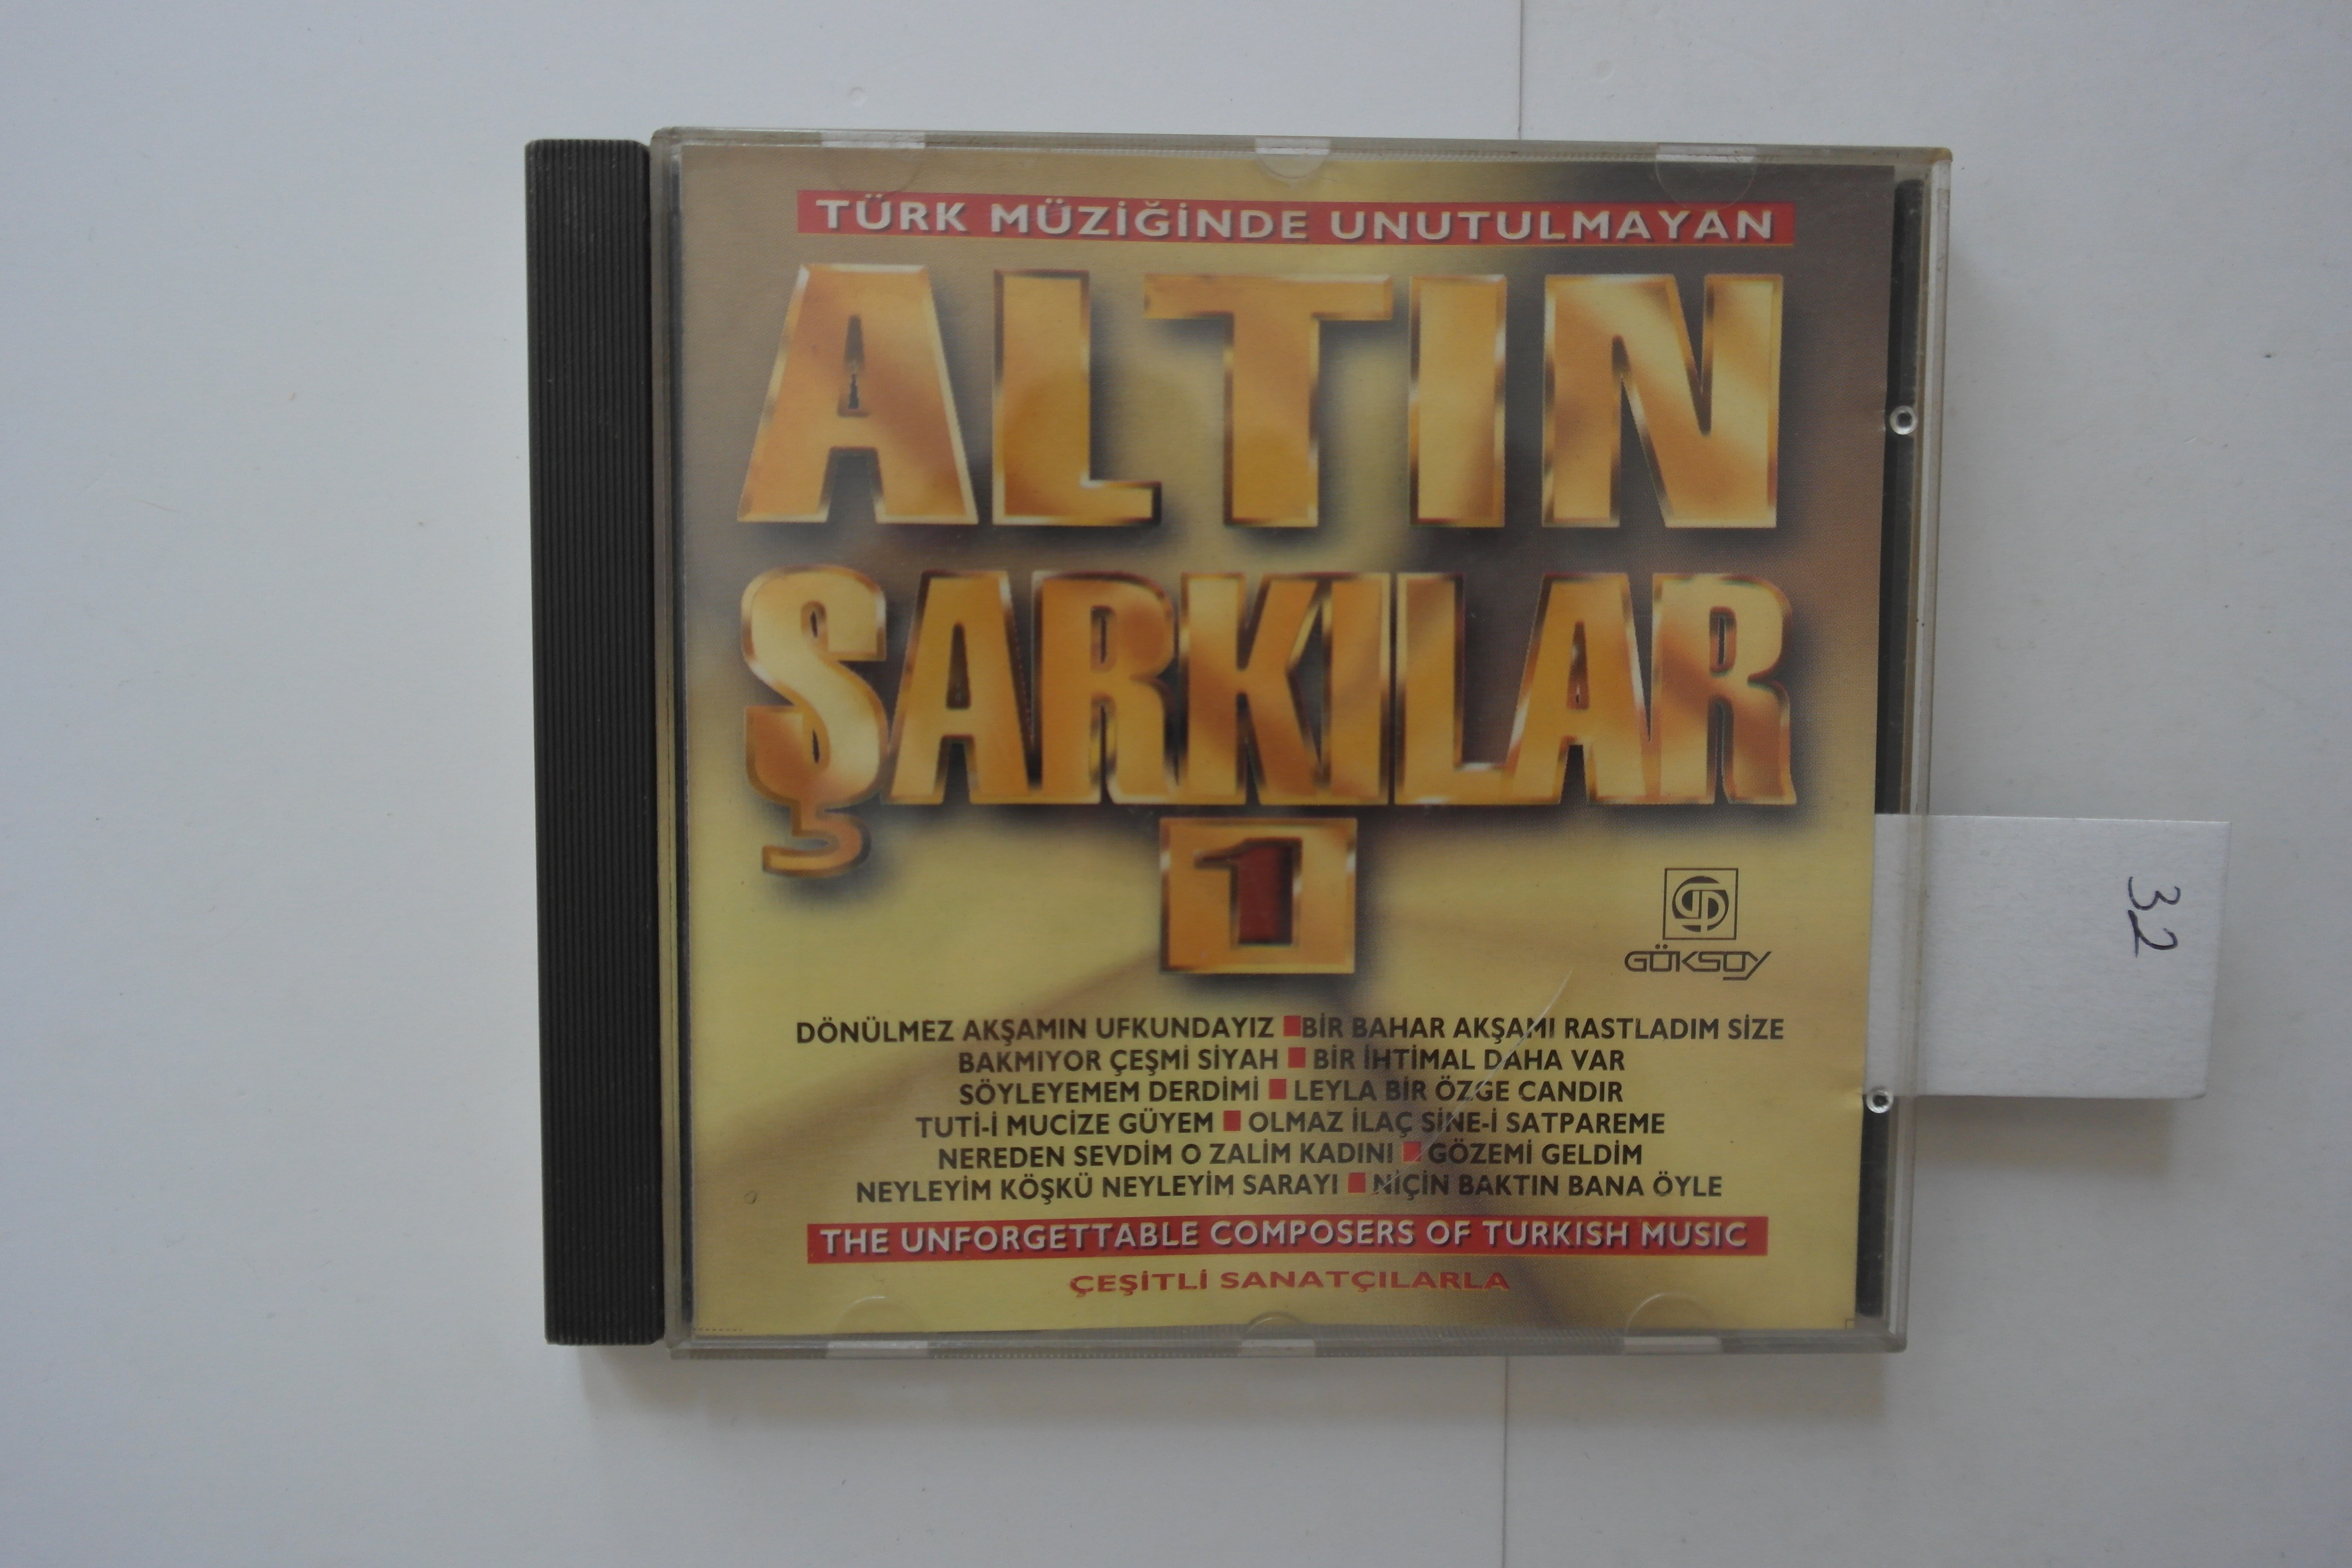 TÜRK MÜZİĞİNDE UNUTULMAYAN
ALTIN
ŞARKILAR
1
GÖKSOY
DÖNÜLMEZ AKŞAMIN UFKUNDAYIZ ■ BİR BAHAR AKŞAMI RASTLADIM SİZE
BAKMIYOR ÇEŞMİ SİYAH ■ BİR İHTİMAL DAHA VAR
SÖYLEYEMEM DERDİMİ ■ LEYLA BİR ÖZGE CANDIR
TUTİ-İ MUCİZE GÜYEM ■ OLMAZ İLAÇ SİNE-İ SATPAREME
NEREDEN SEVDİM O ZALİM KADINI ■ GÖZEMİ GELDİM
NEYLEYİM KÖŞKÜ NEYLEYİM SARAYI ■ NİÇİN BAKTIN BANA ÖYLE
THE UNFORGETTABLE COMPOSERS OF TURKISH MUSIC
ÇEŞİTLİ SANATÇILARLA
32